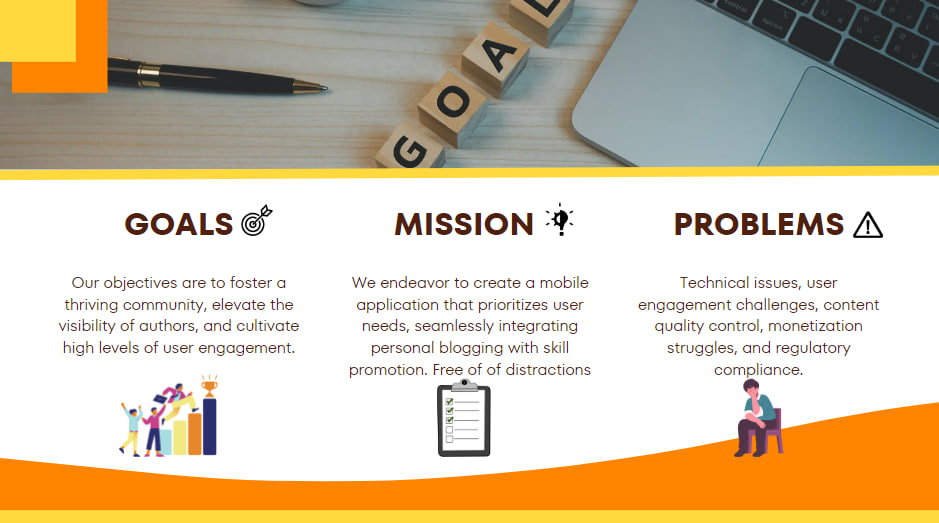 GOAL
control
option
GOALS
MISSION
PROBLEMS
Our objectives are to foster a
thriving community, elevate the
visibility of authors, and cultivate
high levels of user engagement.
We endeavor to create a mobile
application that prioritizes user
needs, seamlessly integrating
personal blogging with skill
promotion. Free of of distractions
Technical issues, user
engagement challenges, content
quality control, monetization
struggles, and regulatory
compliance.